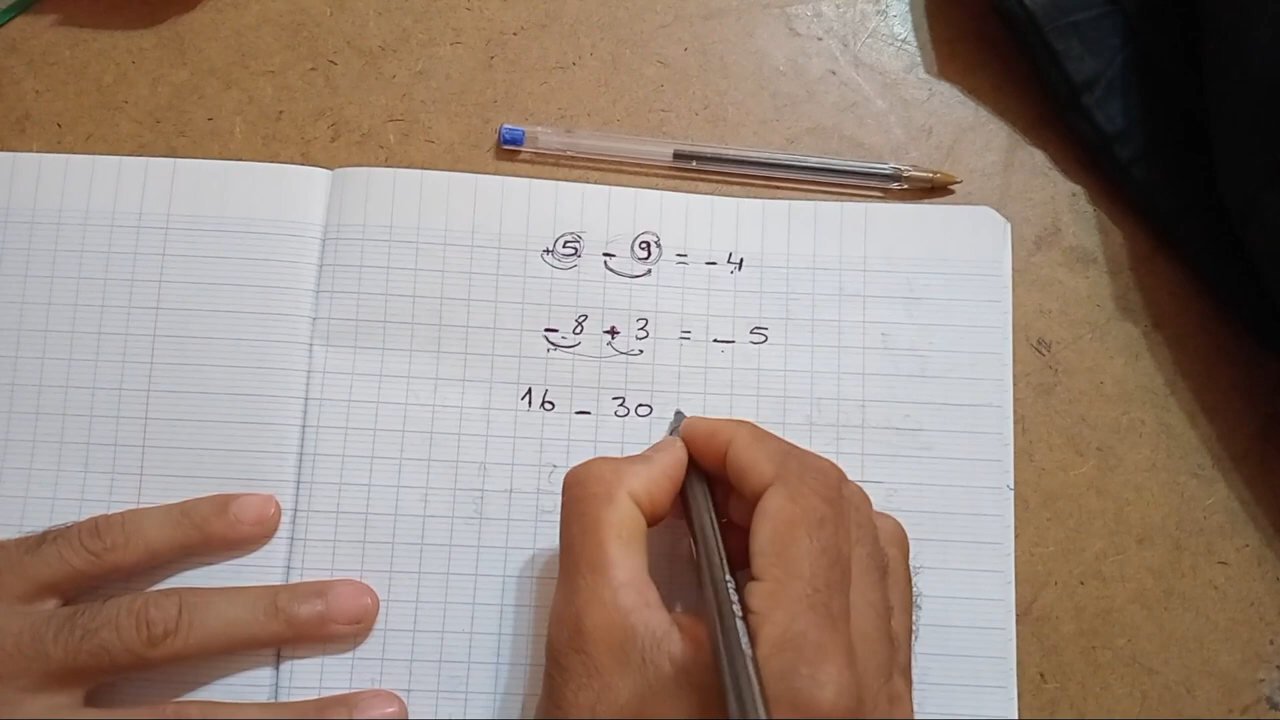 +5 - 9 = - 4
- 8 + 3 = - 5
16 - 30